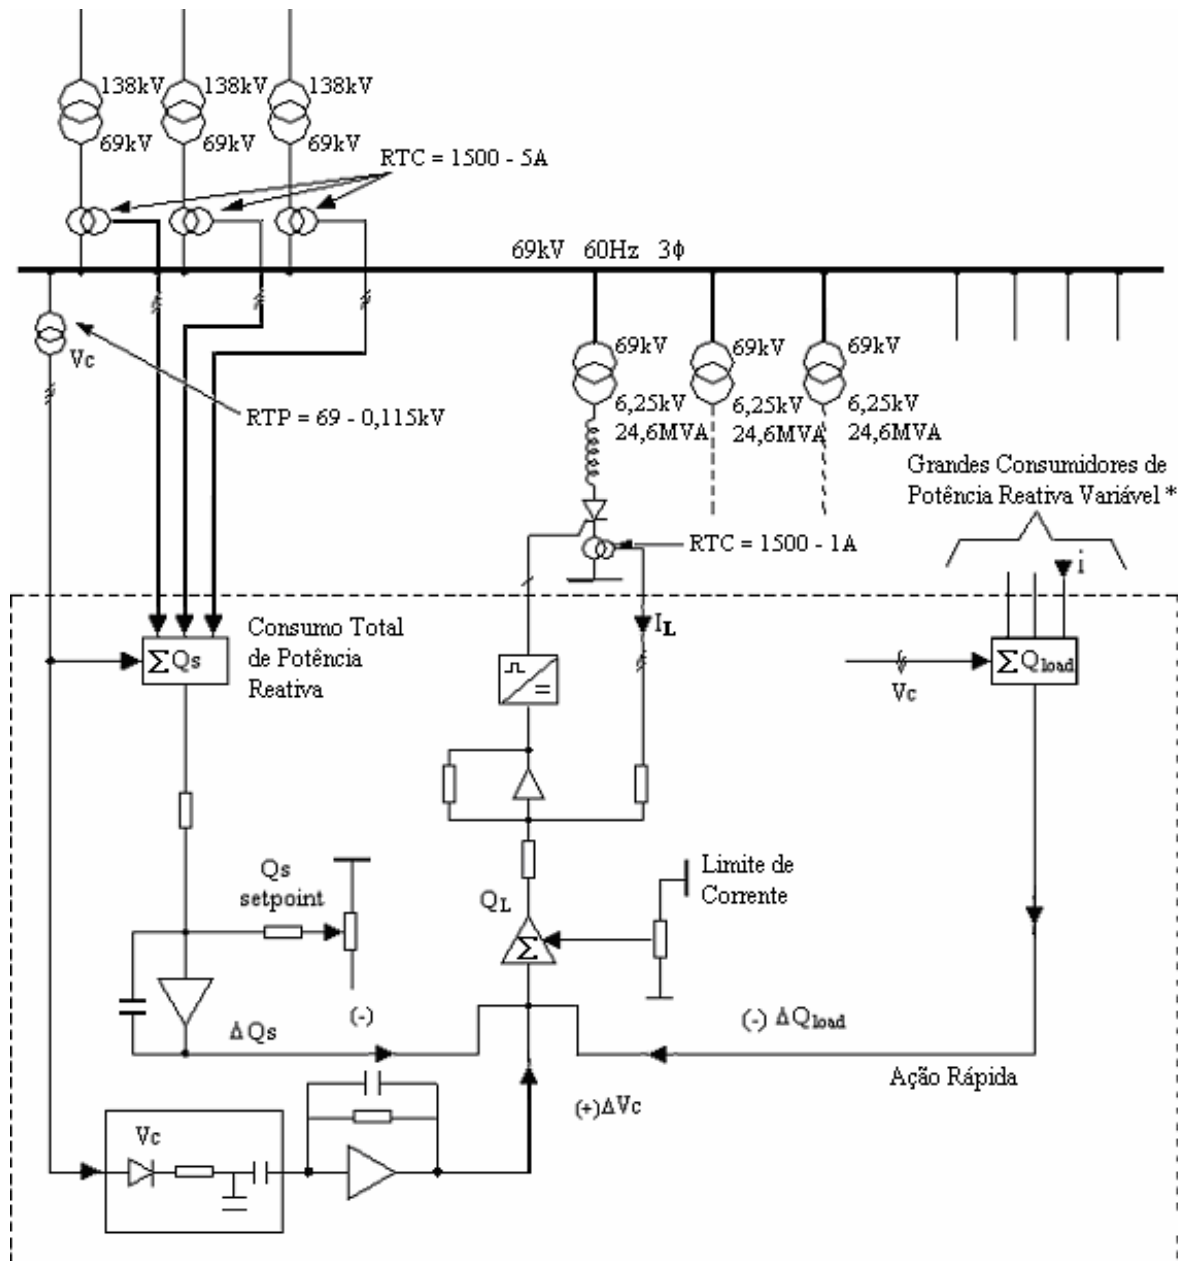 138kV
138kV
138kV
69kV
69kV
69kV
RTC = 1500 - 5A
69kV 60Hz 3ϕ
Vc
RTP = 69 - 0,115kV
69kV
69kV
69kV
6,25kV
24,6MVA
6,25kV
24,6MVA
6,25kV
24,6MVA
Grandes Consumidores de
Potência Reativa Variável *
RTC = 1500 - 1A
i
IL
Consumo Total
de Potência
Reativa
ΣQs
=
ΣQload
Vc
Qs
setpoint
Limite de
Corrente
QL
Σ
(-)
ΔQs
(-) ΔQload
Ação Rápida
(+)ΔVc
Vc